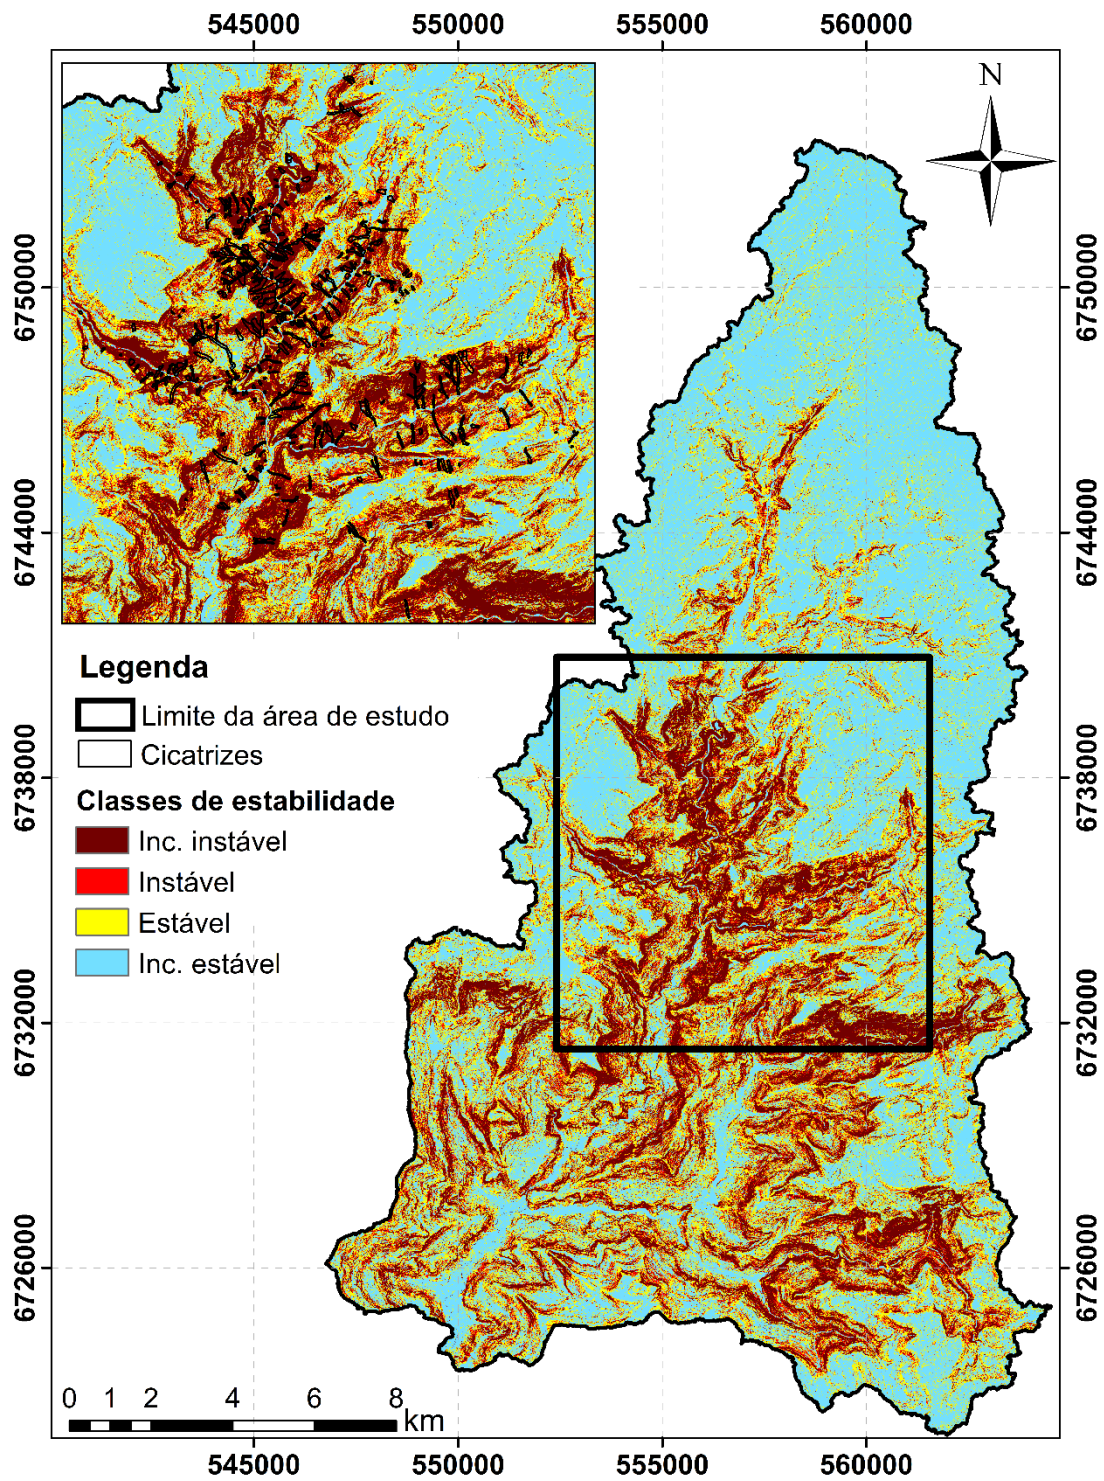 545000 550000 555000 560000
N
6750000 6750000
6744000 6744000
6738000 6738000
6732000 6732000
6726000 6726000
Legenda
Limite da área de estudo
Cicatrizes
Classes de estabilidade
Inc. instável
Instável
Estável
Inc. estável
0 1 2 4 6 8
km
545000 550000 555000 560000